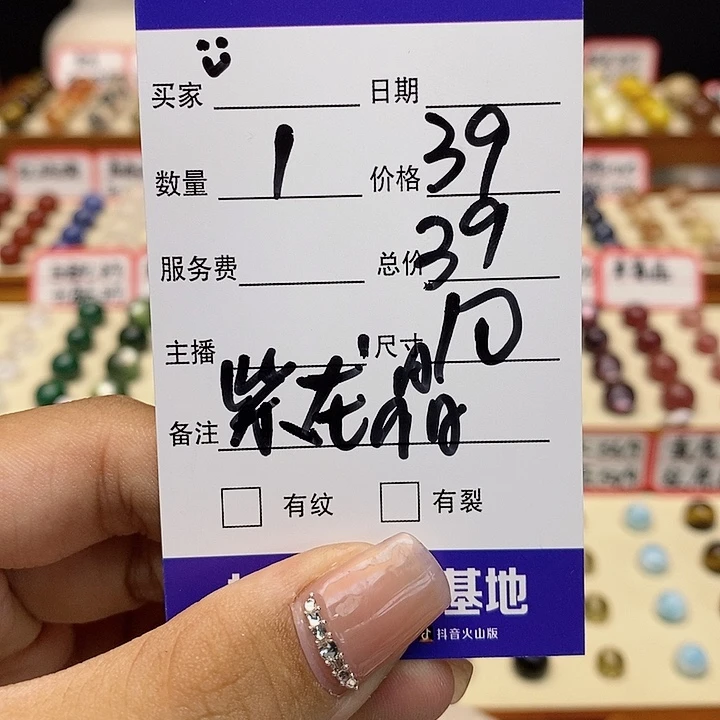 买家 日期
数量 1 价格 39
服务费 总价 39
主播 尺寸 10
备注 紫龙晶
有纹 有裂
基地
抖音火山版